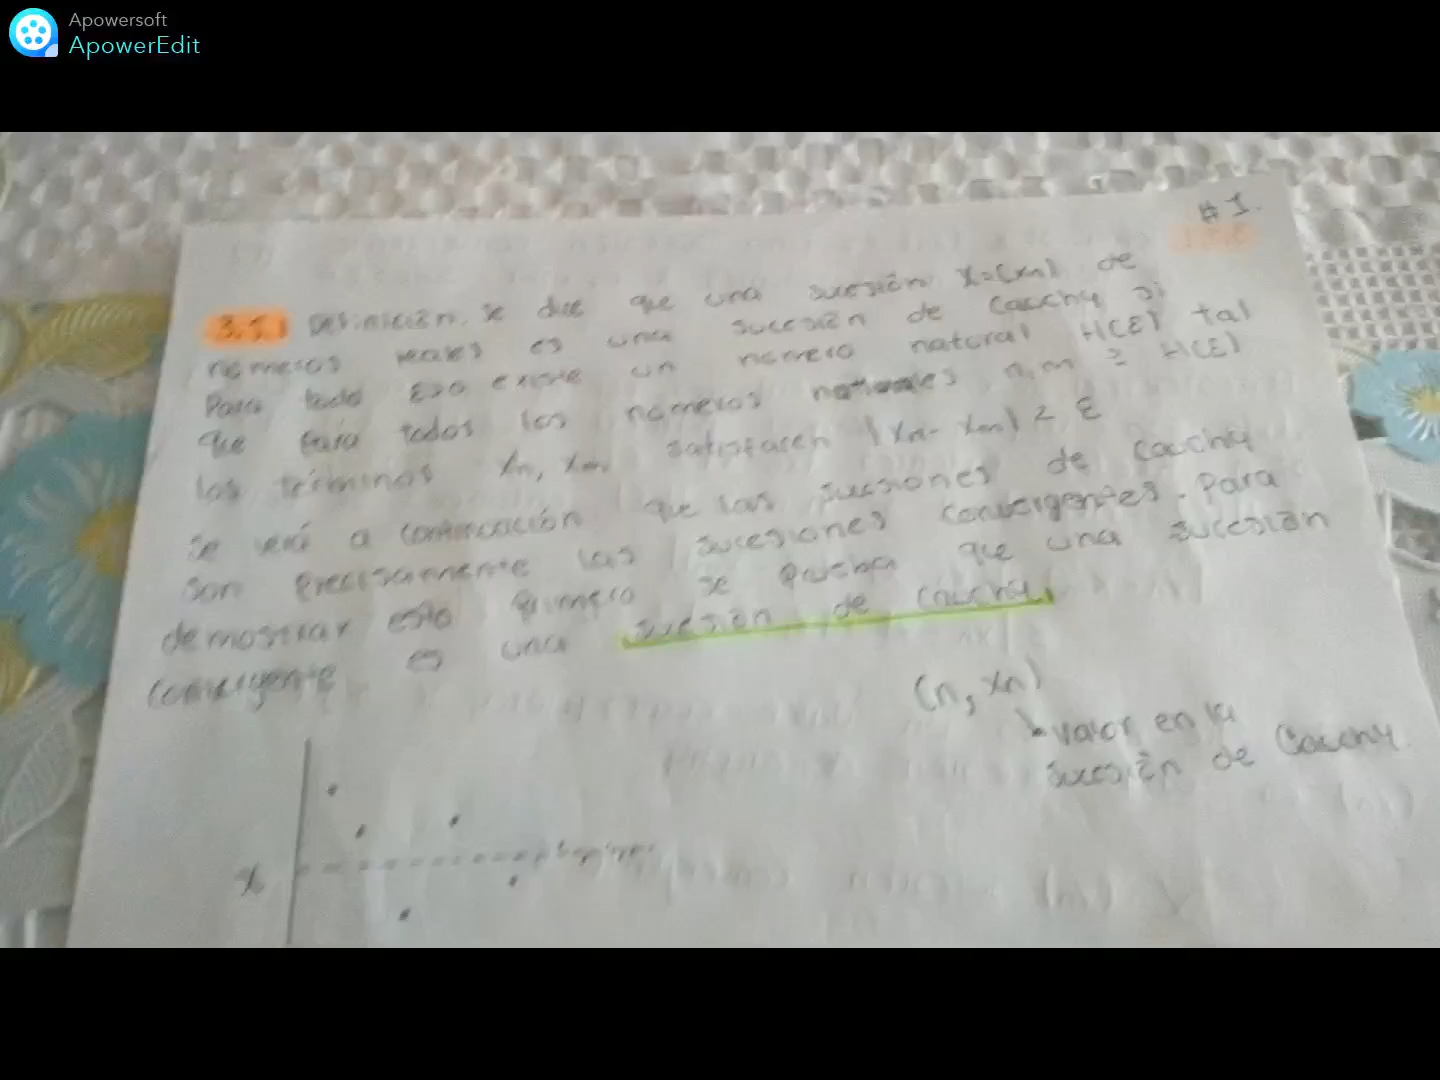 Apowersoft
ApowerEdit
#1.
3.5.1 Definición. Se dice que una sucesión X=(xn) de
números reales es una sucesión de Cauchy si
Para todo ε>0 existe un número natural H(ε) tal
que para todos los números naturales n,m ≥ H(ε)
los términos xn, xm satisfacen |xn - xm| < ε
Se verá a continuación que las sucesiones de Cauchy
son precisamente las sucesiones convergentes. Para
demostrar esto primero se prueba que una sucesión
convergente es una sucesión de Cauchy.
(n, xn)
valor en la
sucesión de Cauchy.
x